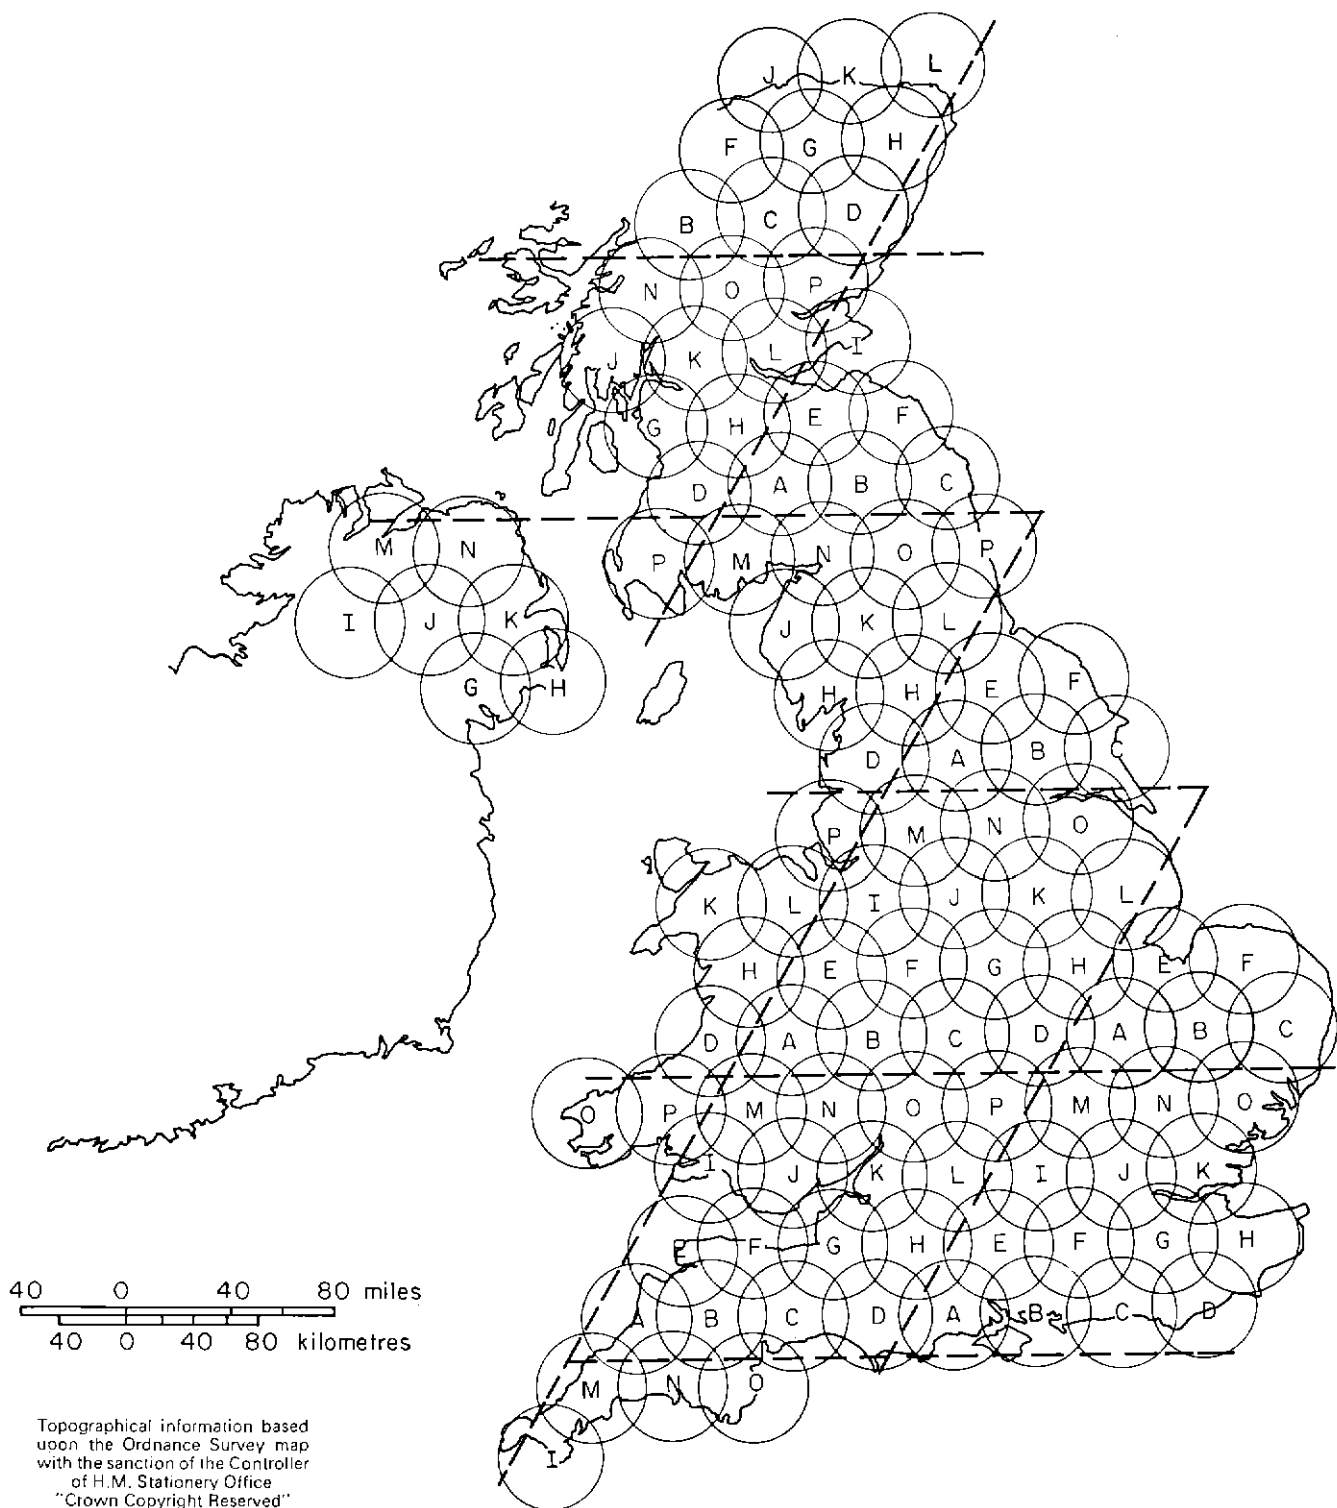 J K L
F G H
B C D
N O P
J K L I
G H E F
D A B C
M N P M N O P
I J K J K L
G H H H E F
D A B C
P M N O
K L I J K L
H E F G H E F
D A B C D A B C
O P M N O P M N O
I J K L I J K
E F G H E F G H
A B C D A B C D
M N O
I
40 0 40 80 miles
40 0 40 80 kilometres
Topographical information based
upon the Ordnance Survey map
with the sanction of the Controller
of H.M. Stationery Office
"Crown Copyright Reserved"